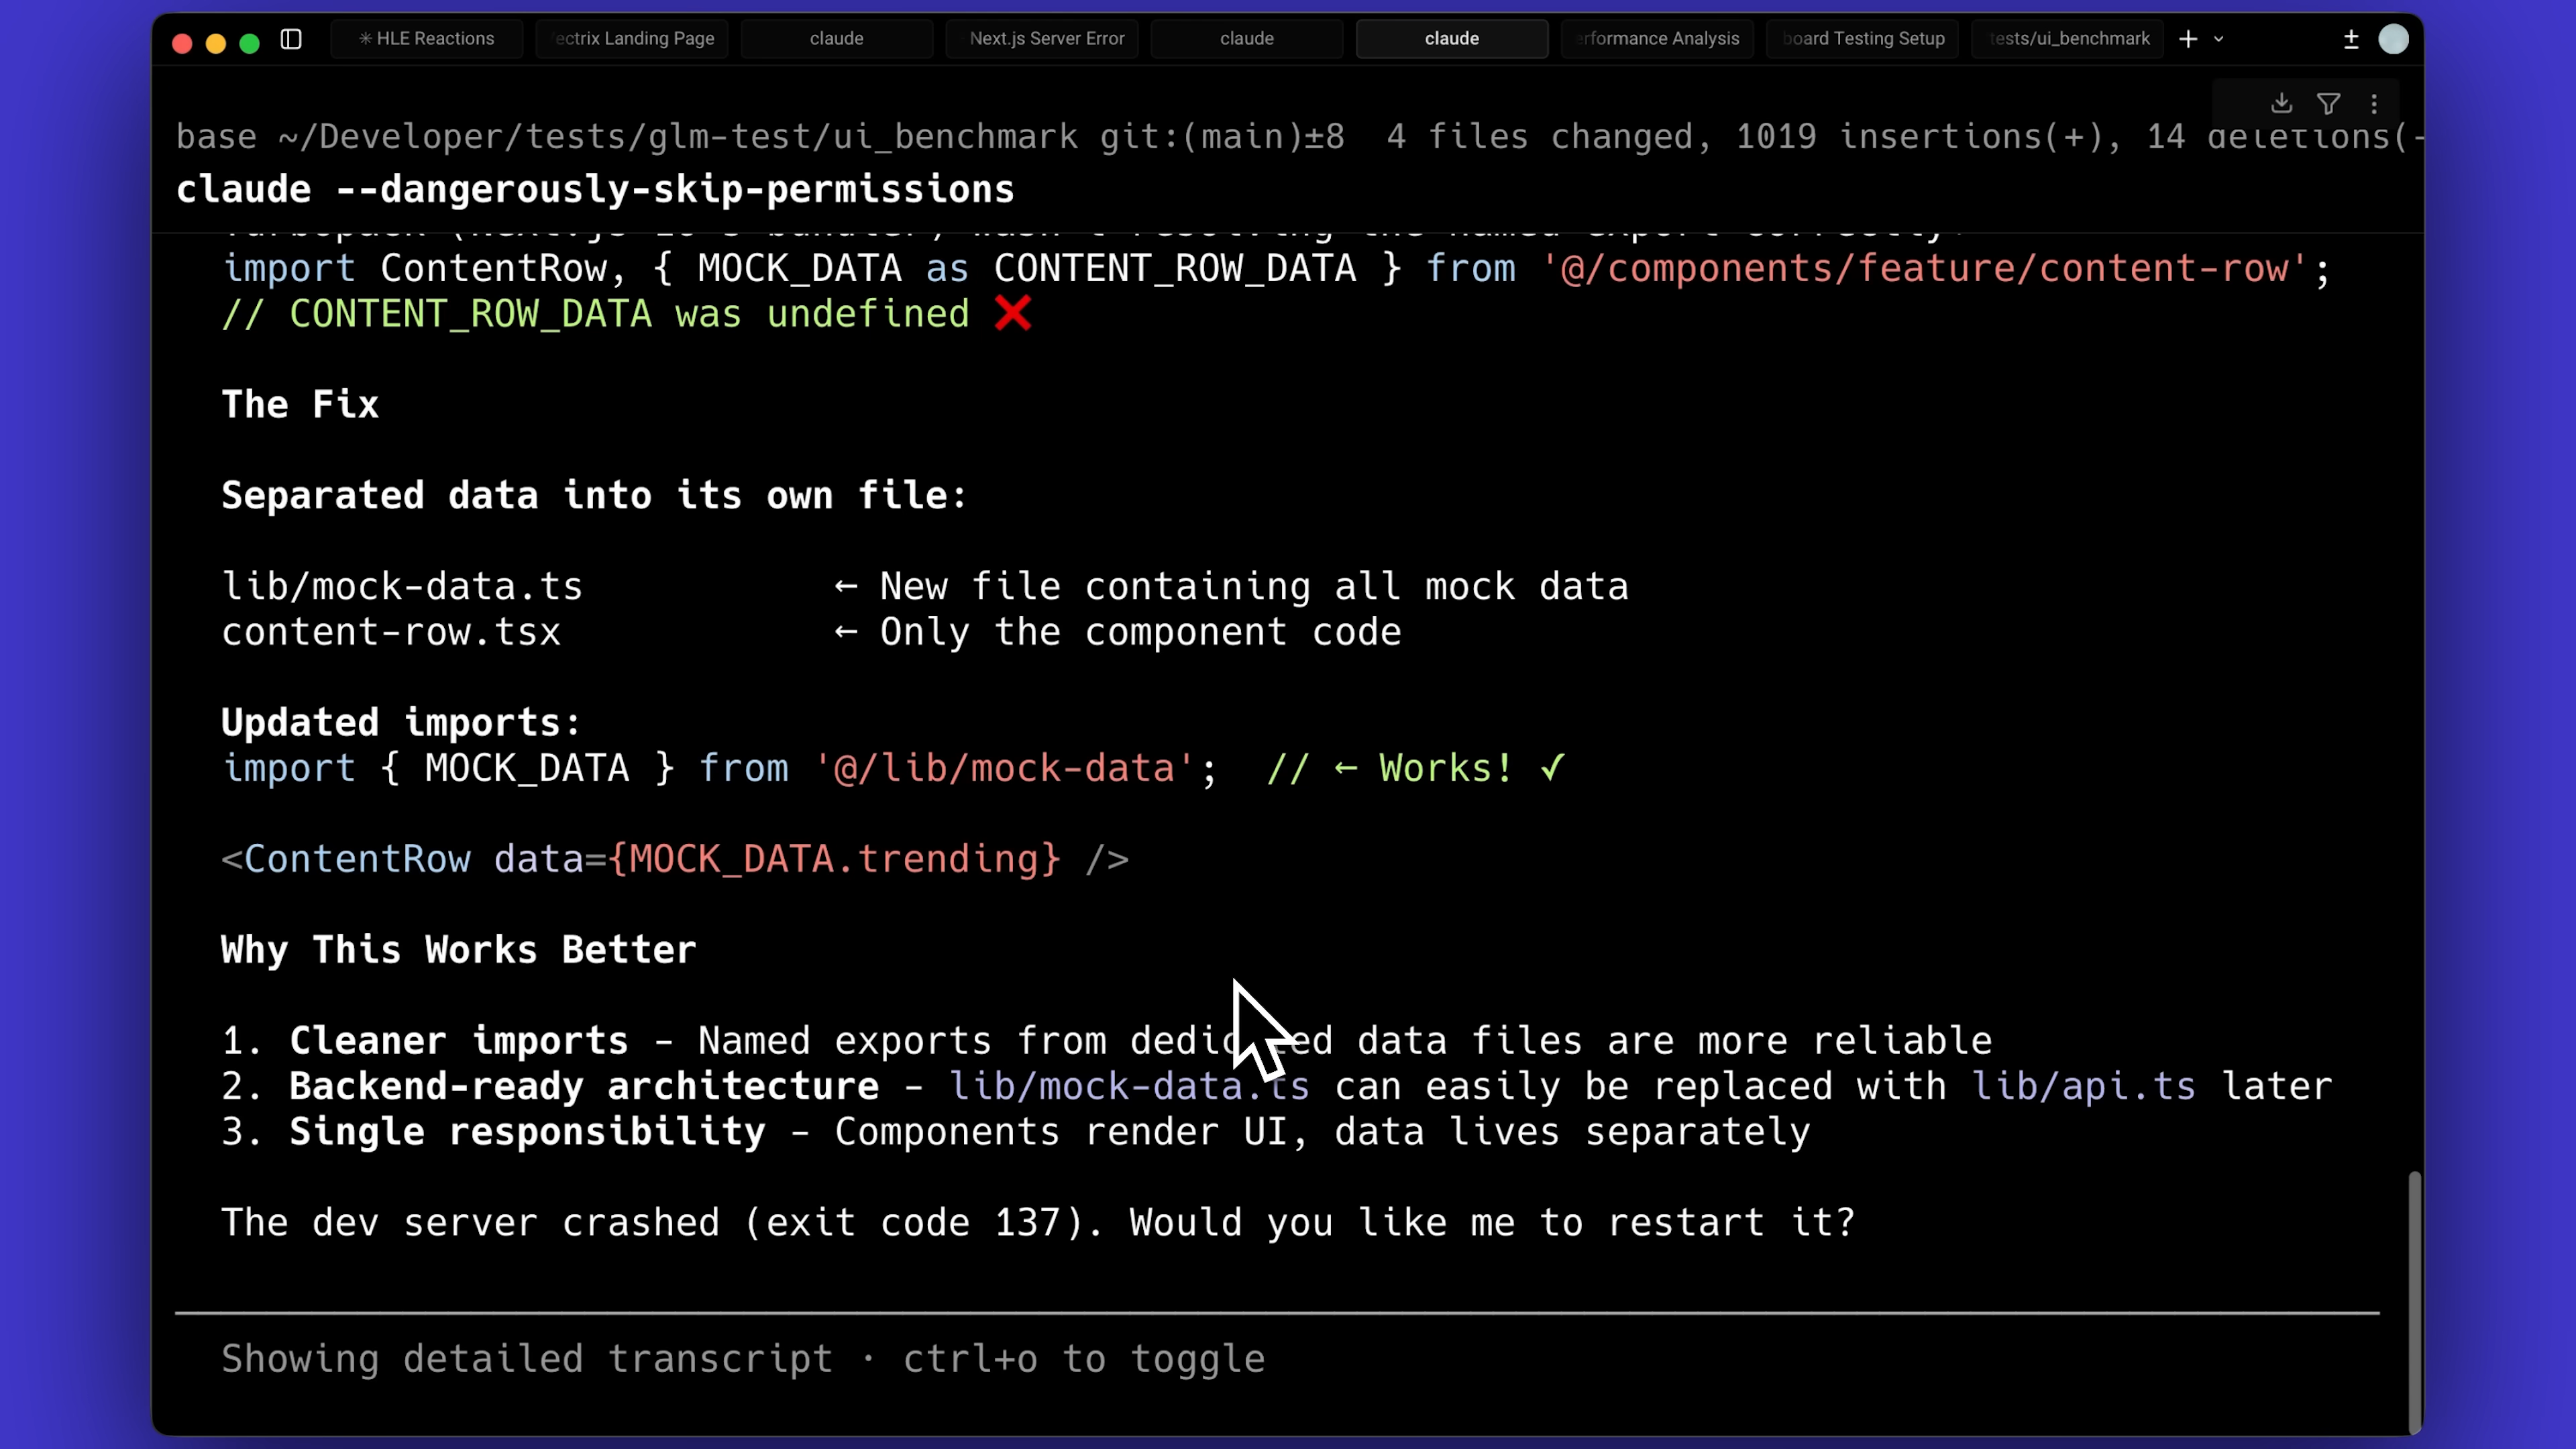 ✳ HLE Reactions
ectrix Landing Page
claude
Next.js Server Error
claude
claude
erformance Analysis
board Testing Setup
tests/ui_benchmark
base ~/Developer/tests/glm-test/ui_benchmark git:(main)±8  4 files changed, 1019 insertions(+), 14 deletions(-
claude --dangerously-skip-permissions
import ContentRow, { MOCK_DATA as CONTENT_ROW_DATA } from '@/components/feature/content-row';
// CONTENT_ROW_DATA was undefined ❌
The Fix
Separated data into its own file:
lib/mock-data.ts           ← New file containing all mock data
content-row.tsx            ← Only the component code
Updated imports:
import { MOCK_DATA } from '@/lib/mock-data';  // ← Works! ✓
<ContentRow data={MOCK_DATA.trending} />
Why This Works Better
1. Cleaner imports - Named exports from dedicated data files are more reliable
2. Backend-ready architecture - lib/mock-data.ts can easily be replaced with lib/api.ts later
3. Single responsibility - Components render UI, data lives separately
The dev server crashed (exit code 137). Would you like me to restart it?
Showing detailed transcript · ctrl+o to toggle